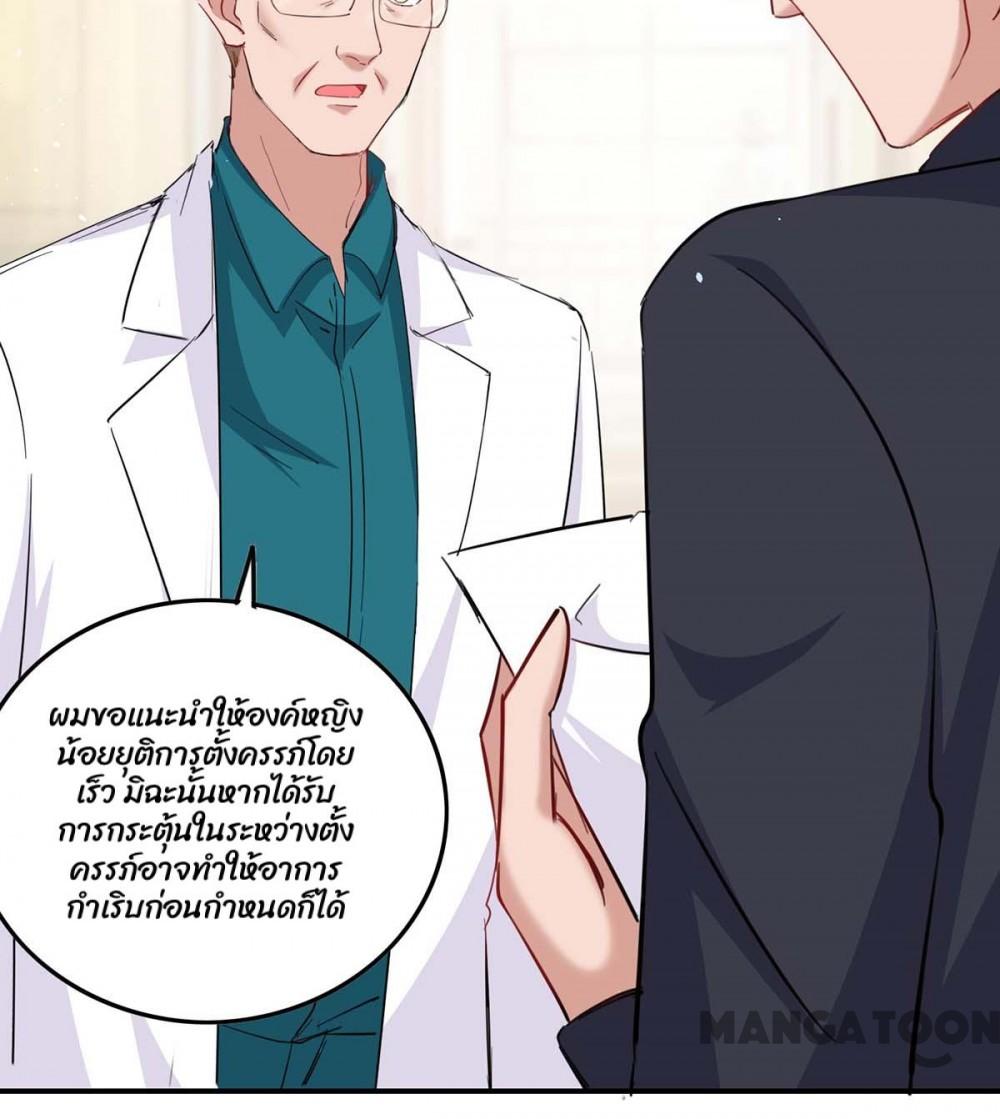 ผมขอแนะนำให้องค์หญิง
น้อยยุติการตั้งครรภ์โดย
เร็ว มิฉะนั้นหากได้รับ
การกระตุ้นในระหว่างตั้ง
ครรภ์อาจทำให้อาการ
กำเริบก่อนกำหนดก็ได้
MANGATOON